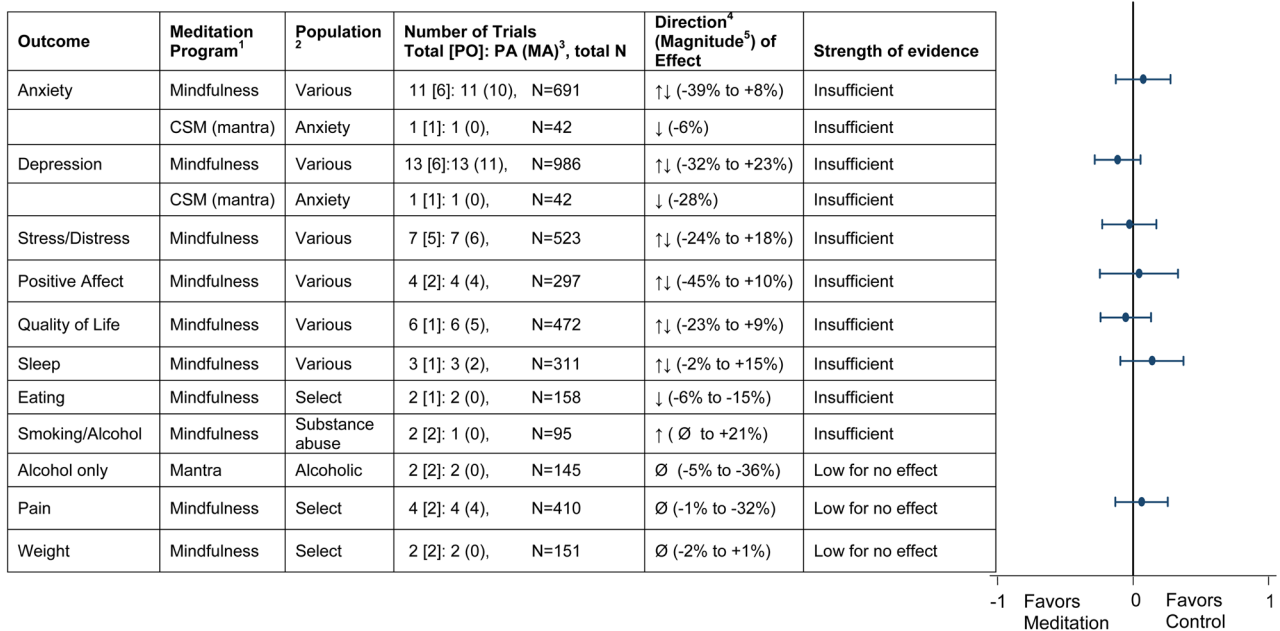 Outcome Meditation Program1 Population 2 Number of Trials Total [PO]: PA (MA)3, total N Direction4 (Magnitude5) of Effect Strength of evidence
Anxiety Mindfulness Various 11 [6]: 11 (10), N=691 ↑↓ (-39% to +8%) Insufficient
CSM (mantra) Anxiety 1 [1]: 1 (0), N=42 ↓ (-6%) Insufficient
Depression Mindfulness Various 13 [6]:13 (11), N=986 ↑↓ (-32% to +23%) Insufficient
CSM (mantra) Anxiety 1 [1]: 1 (0), N=42 ↓ (-28%) Insufficient
Stress/Distress Mindfulness Various 7 [5]: 7 (6), N=523 ↑↓ (-24% to +18%) Insufficient
Positive Affect Mindfulness Various 4 [2]: 4 (4), N=297 ↑↓ (-45% to +10%) Insufficient
Quality of Life Mindfulness Various 6 [1]: 6 (5), N=472 ↑↓ (-23% to +9%) Insufficient
Sleep Mindfulness Various 3 [1]: 3 (2), N=311 ↑↓ (-2% to +15%) Insufficient
Eating Mindfulness Select 2 [1]: 2 (0), N=158 ↓ (-6% to -15%) Insufficient
Smoking/Alcohol Mindfulness Substance abuse 2 [2]: 1 (0), N=95 ↑ ( Ø to +21%) Insufficient
Alcohol only Mantra Alcoholic 2 [2]: 2 (0), N=145 Ø (-5% to -36%) Low for no effect
Pain Mindfulness Select 4 [2]: 4 (4), N=410 Ø (-1% to -32%) Low for no effect
Weight Mindfulness Select 2 [2]: 2 (0), N=151 Ø (-2% to +1%) Low for no effect
-1 Favors Meditation 0 Favors Control 1